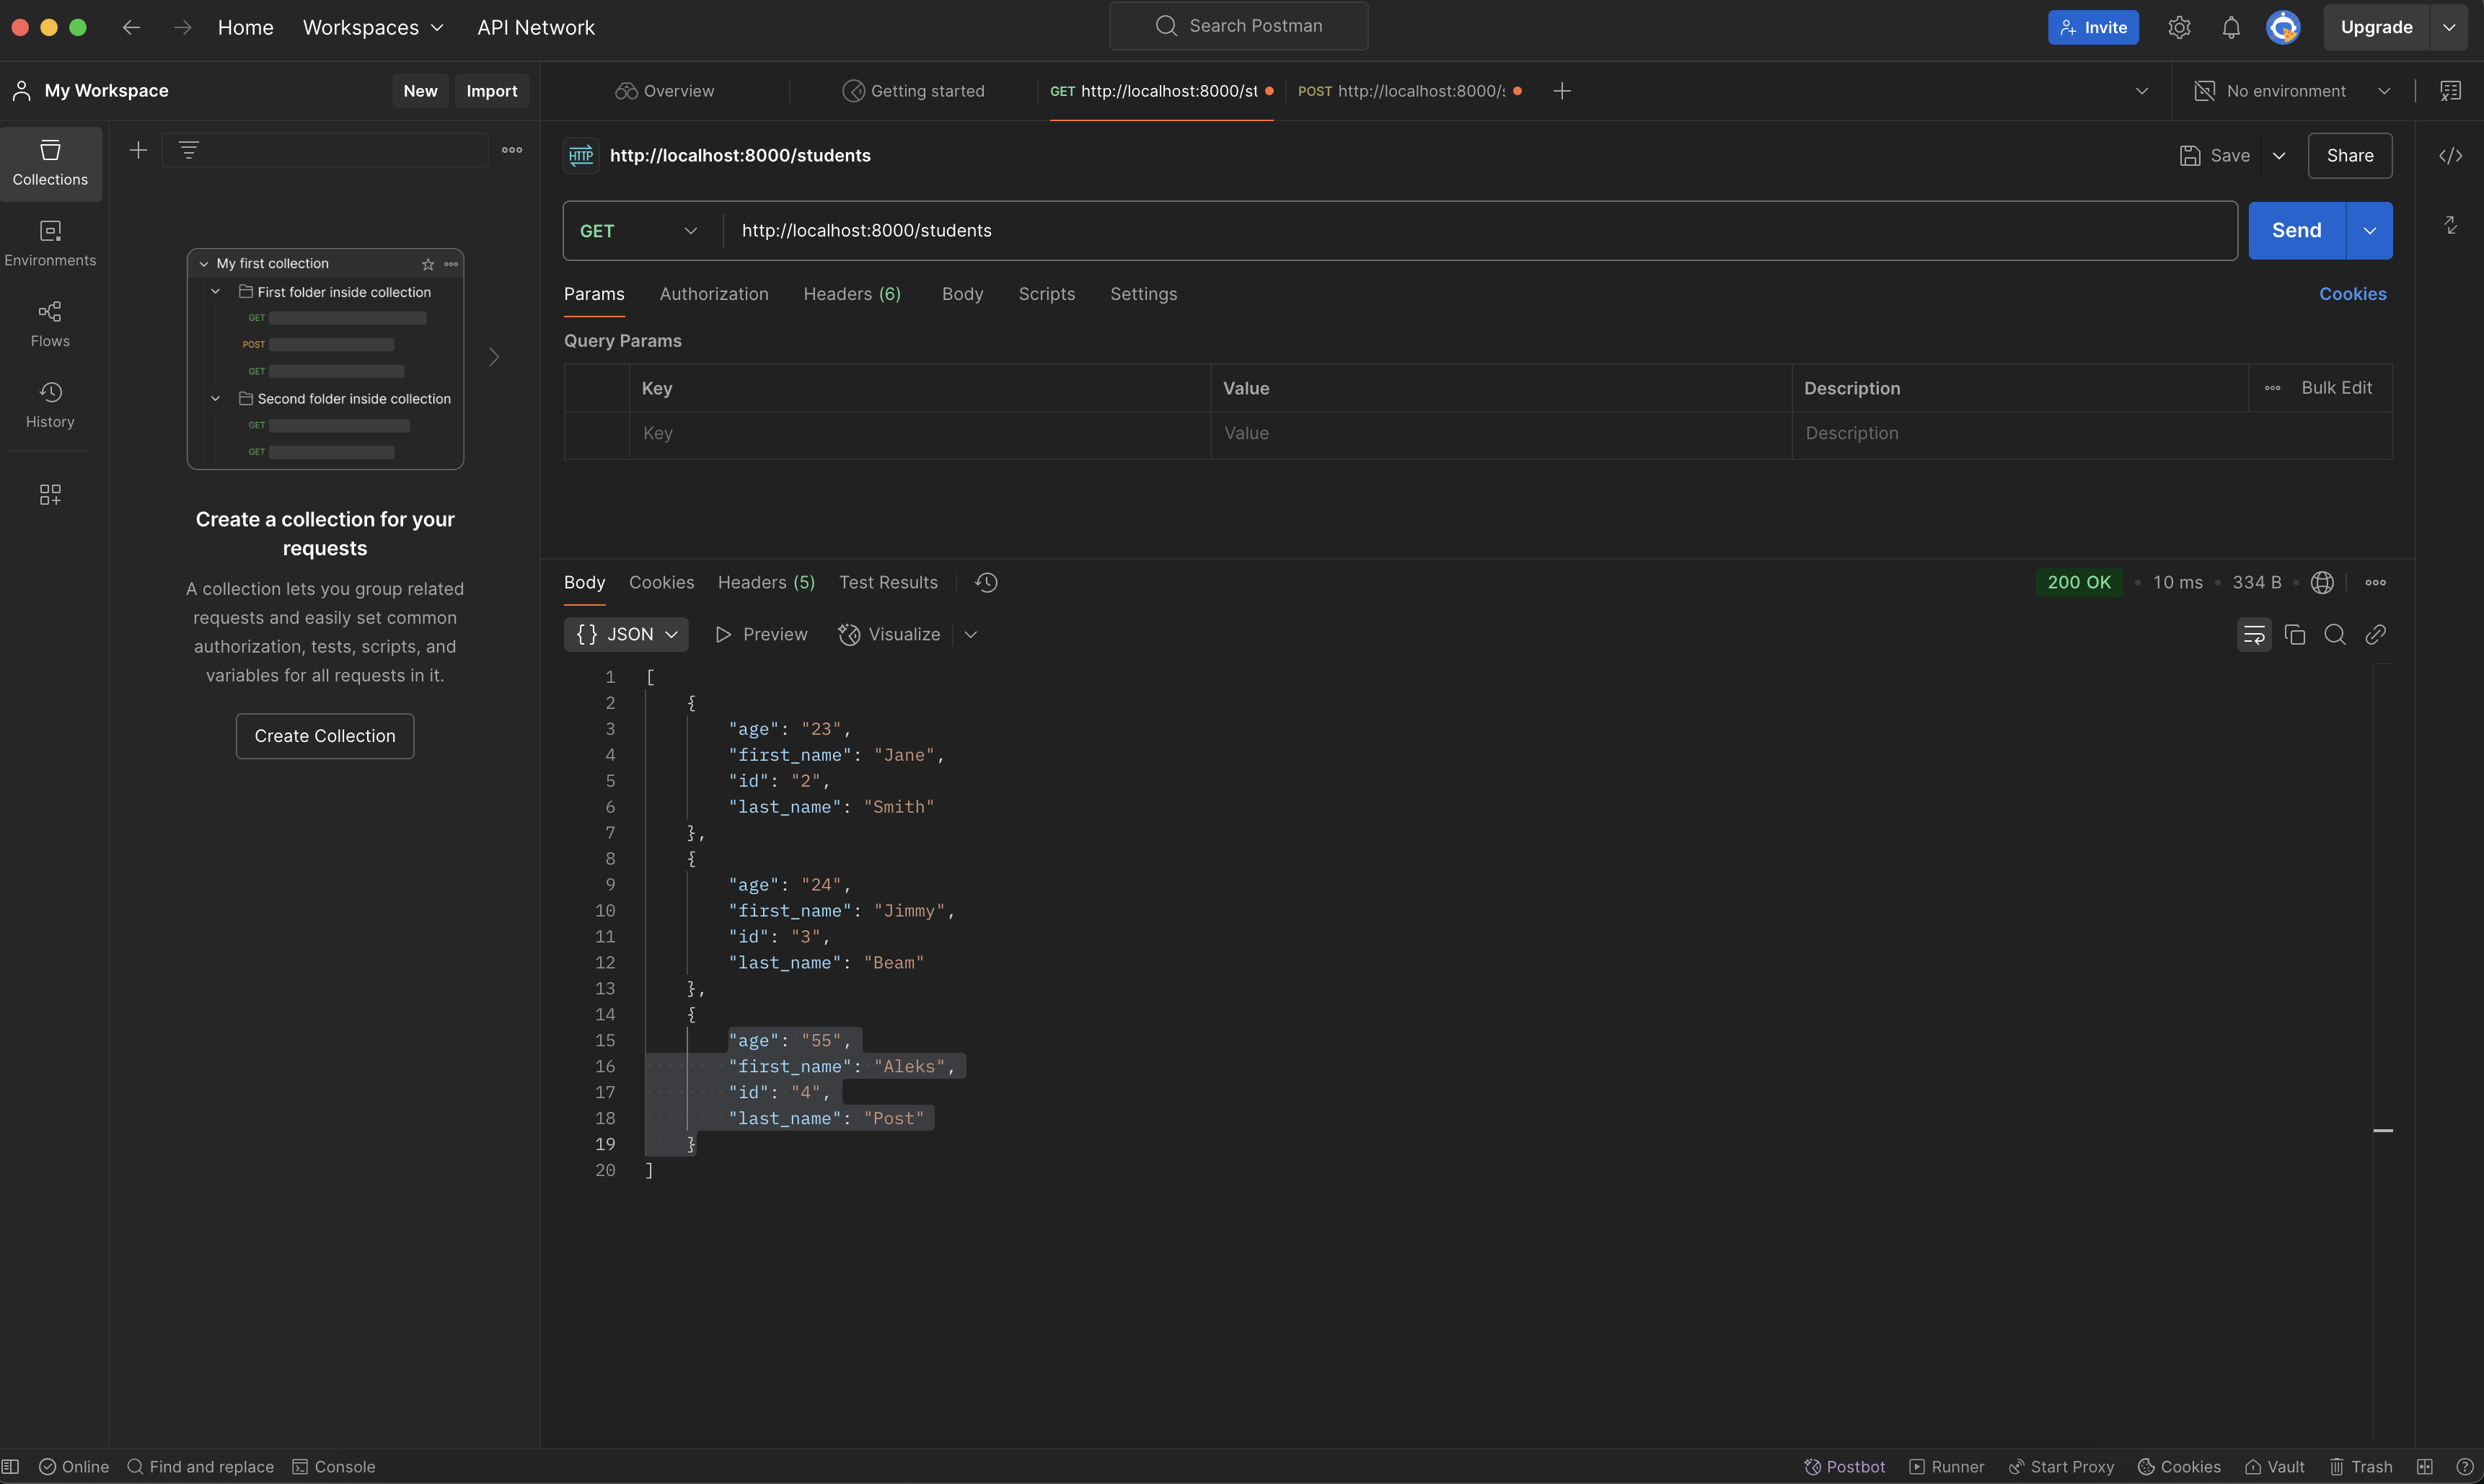 Home Workspaces API Network Search Postman Invite Upgrade
My Workspace New Import Overview Getting started GET http://localhost:8000/st POST http://localhost:8000/s No environment
Collections
Environments
Flows
History
My first collection
First folder inside collection
GET
POST
GET
Second folder inside collection
GET
GET
Create a collection for your
requests
A collection lets you group related
requests and easily set common
authorization, tests, scripts, and
variables for all requests in it.
Create Collection
HTTP http://localhost:8000/students Save Share
GET http://localhost:8000/students Send
Params Authorization Headers (6) Body Scripts Settings Cookies
Query Params
Key Value Description Bulk Edit
Key Value Description
Body Cookies Headers (5) Test Results 200 OK 10 ms 334 B
{} JSON Preview Visualize
1 [
2 {
3 "age": "23",
4 "first_name": "Jane",
5 "id": "2",
6 "last_name": "Smith"
7 },
8 {
9 "age": "24",
10 "first_name": "Jimmy",
11 "id": "3",
12 "last_name": "Beam"
13 },
14 {
15 "age": "55",
16 "first_name": "Aleks",
17 "id": "4",
18 "last_name": "Post"
19 }
20 ]
Online Find and replace Console Postbot Runner Start Proxy Cookies Vault Trash